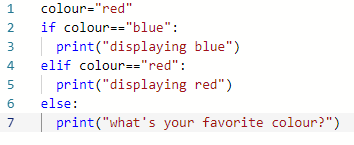 1 colour="red"
2 if colour=="blue":
3   print("displaying blue")
4 elif colour=="red":
5   print("displaying red")
6 else:
7   print("what's your favorite colour?")